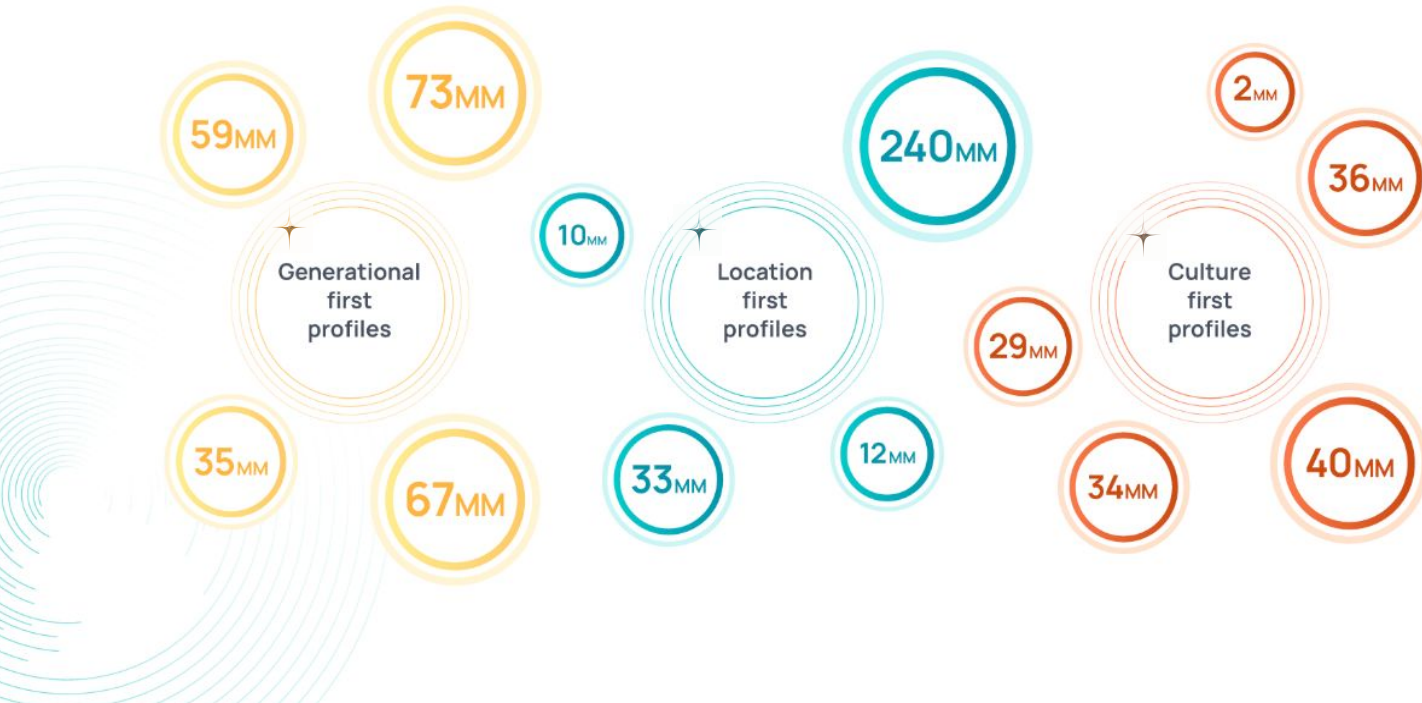 73MM
59MM
Generational
first
profiles
35MM
67MM
240MM
10MM
Location
first
profiles
33MM
12MM
2MM
36MM
29MM
Culture
first
profiles
34MM
40MM